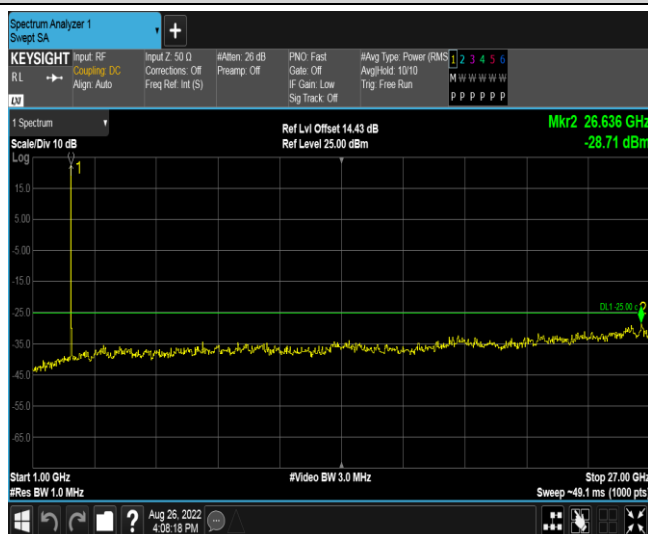 Spectrum Analyzer 1
Swept SA
KEYSIGHT
RL
LXI
Input: RF
Coupling: DC
Align: Auto
Input Z: 50 Ω
Corrections: Off
Freq Ref: Int (S)
#Atten: 26 dB
Preamp: Off
PNO: Fast
Gate: Off
IF Gain: Low
Sig Track: Off
#Avg Type: Power (RMS
Avg|Hold: 10/10
Trig: Free Run
1 2 3 4 5 6
M W W W W W
P P P P P P
1 Spectrum
Scale/Div 10 dB
Log
Ref Lvl Offset 14.43 dB
Ref Level 25.00 dBm
Mkr2 26.636 GHz
-28.71 dBm
1
15.0
5.00
-5.00
-15.0
-25.0
-35.0
-45.0
-55.0
-65.0
DL1 -25.00
2
Start 1.00 GHz
#Res BW 1.0 MHz
#Video BW 3.0 MHz
Stop 27.00 GHz
Sweep ~49.1 ms (1000 pts)
?
Aug 26, 2022
4:08:18 PM